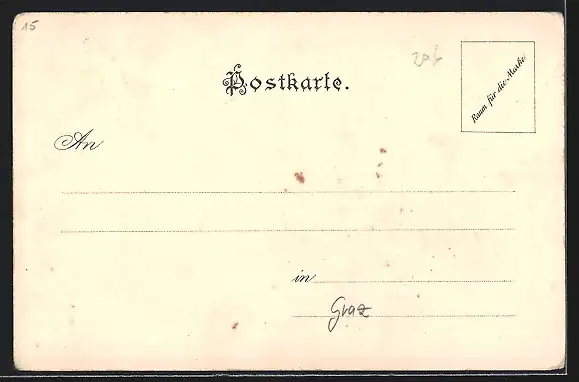 15
Postkarte.
Raum für die Marke
An
in
Graz